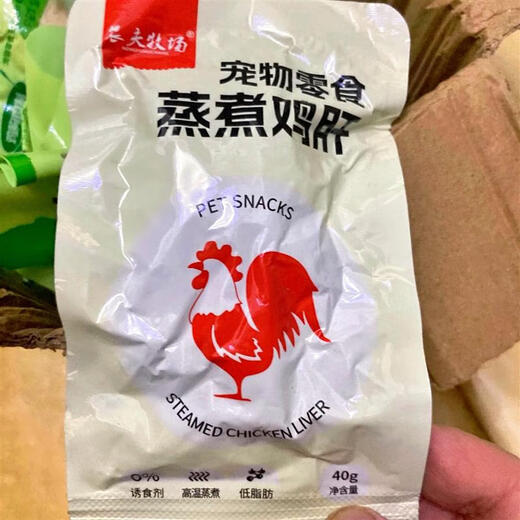 农夫牧场®
宠物零食
蒸煮鸡肝
PET SNACKS
STEAMED CHICKEN LIVER
0%
诱食剂
高温蒸煮
低脂肪
40g
净含量